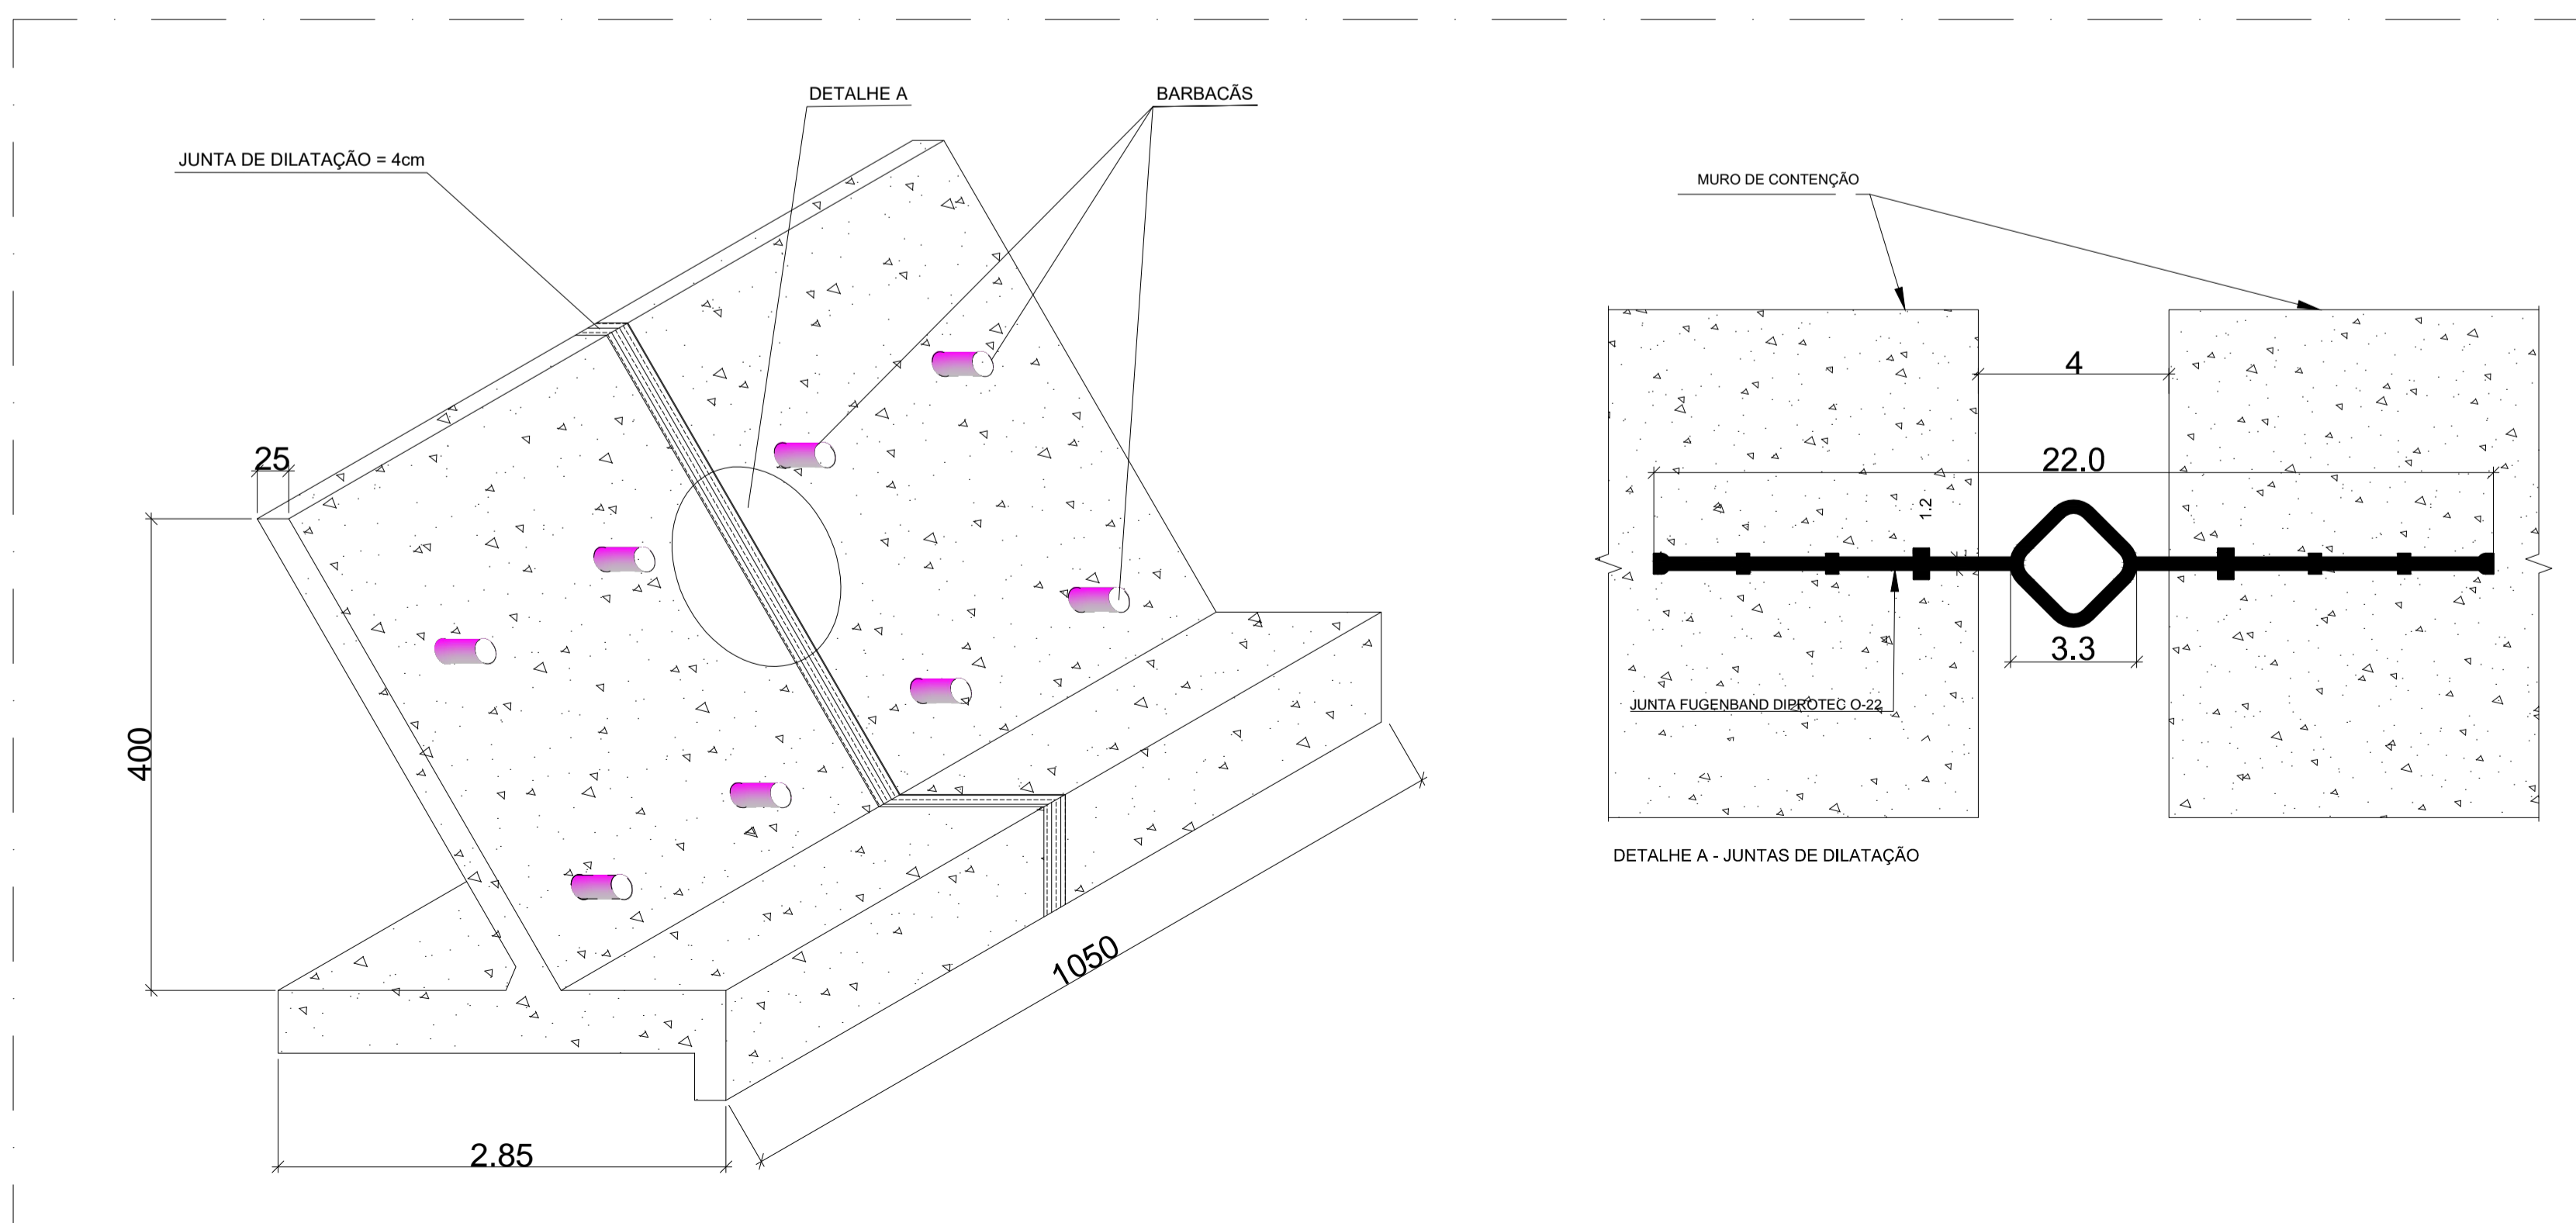 DETALHE A
BARBACÃS
JUNTA DE DILATAÇÃO = 4cm
MURO DE CONTENÇÃO
4
25
22.0
1.2
3.3
JUNTA FUGENBAND DIPROTEC O-22
400
DETALHE A - JUNTAS DE DILATAÇÃO
1050
2.85